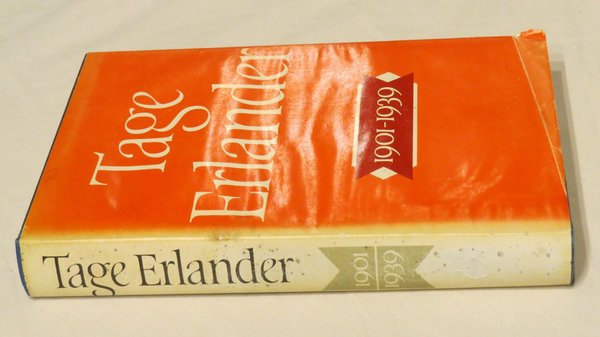 Tage
Erlander
1901-1939
Tage Erlander
1901
1939